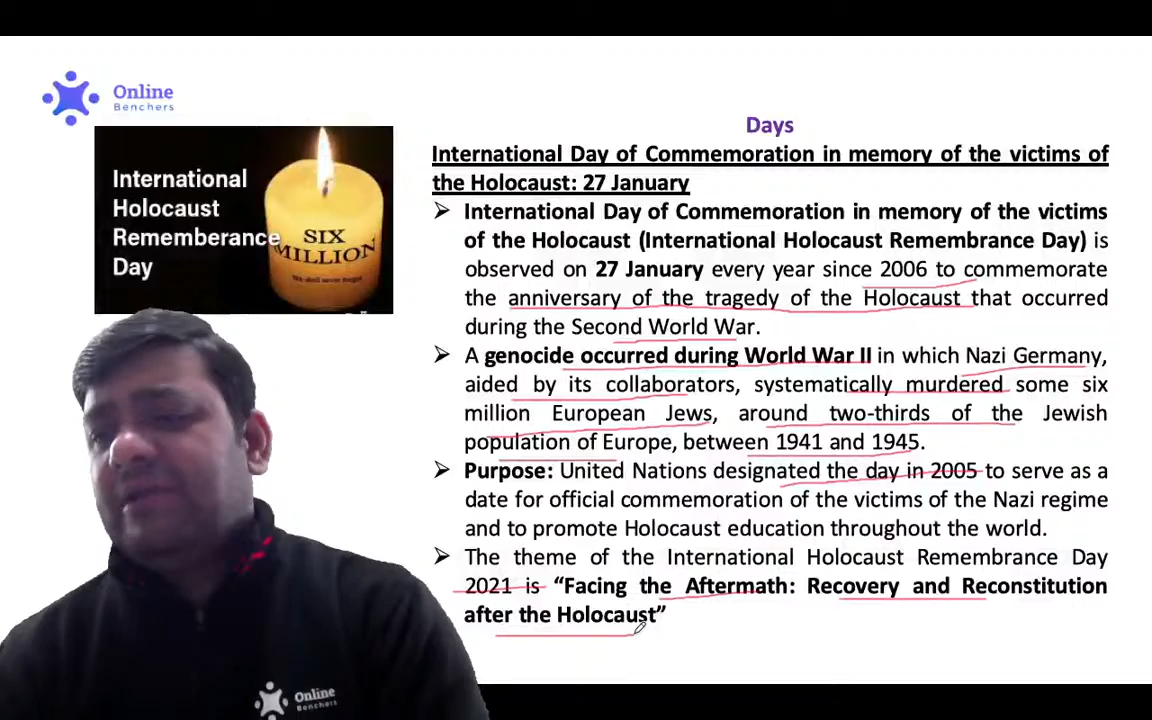 Online
Benchers
International
Holocaust
Rememberance
Day
SIX
MILLION
Days
International Day of Commemoration in memory of the victims of
the Holocaust: 27 January
International Day of Commemoration in memory of the victims
of the Holocaust (International Holocaust Remembrance Day) is
observed on 27 January every year since 2006 to commemorate
the anniversary of the tragedy of the Holocaust that occurred
during the Second World War.
A genocide occurred during World War II in which Nazi Germany,
aided by its collaborators, systematically murdered some six
million European Jews, around two-thirds of the Jewish
population of Europe, between 1941 and 1945.
Purpose: United Nations designated the day in 2005 to serve as a
date for official commemoration of the victims of the Nazi regime
and to promote Holocaust education throughout the world.
The theme of the International Holocaust Remembrance Day
2021 is “Facing the Aftermath: Recovery and Reconstitution
after the Holocaust”
Online
Benchers